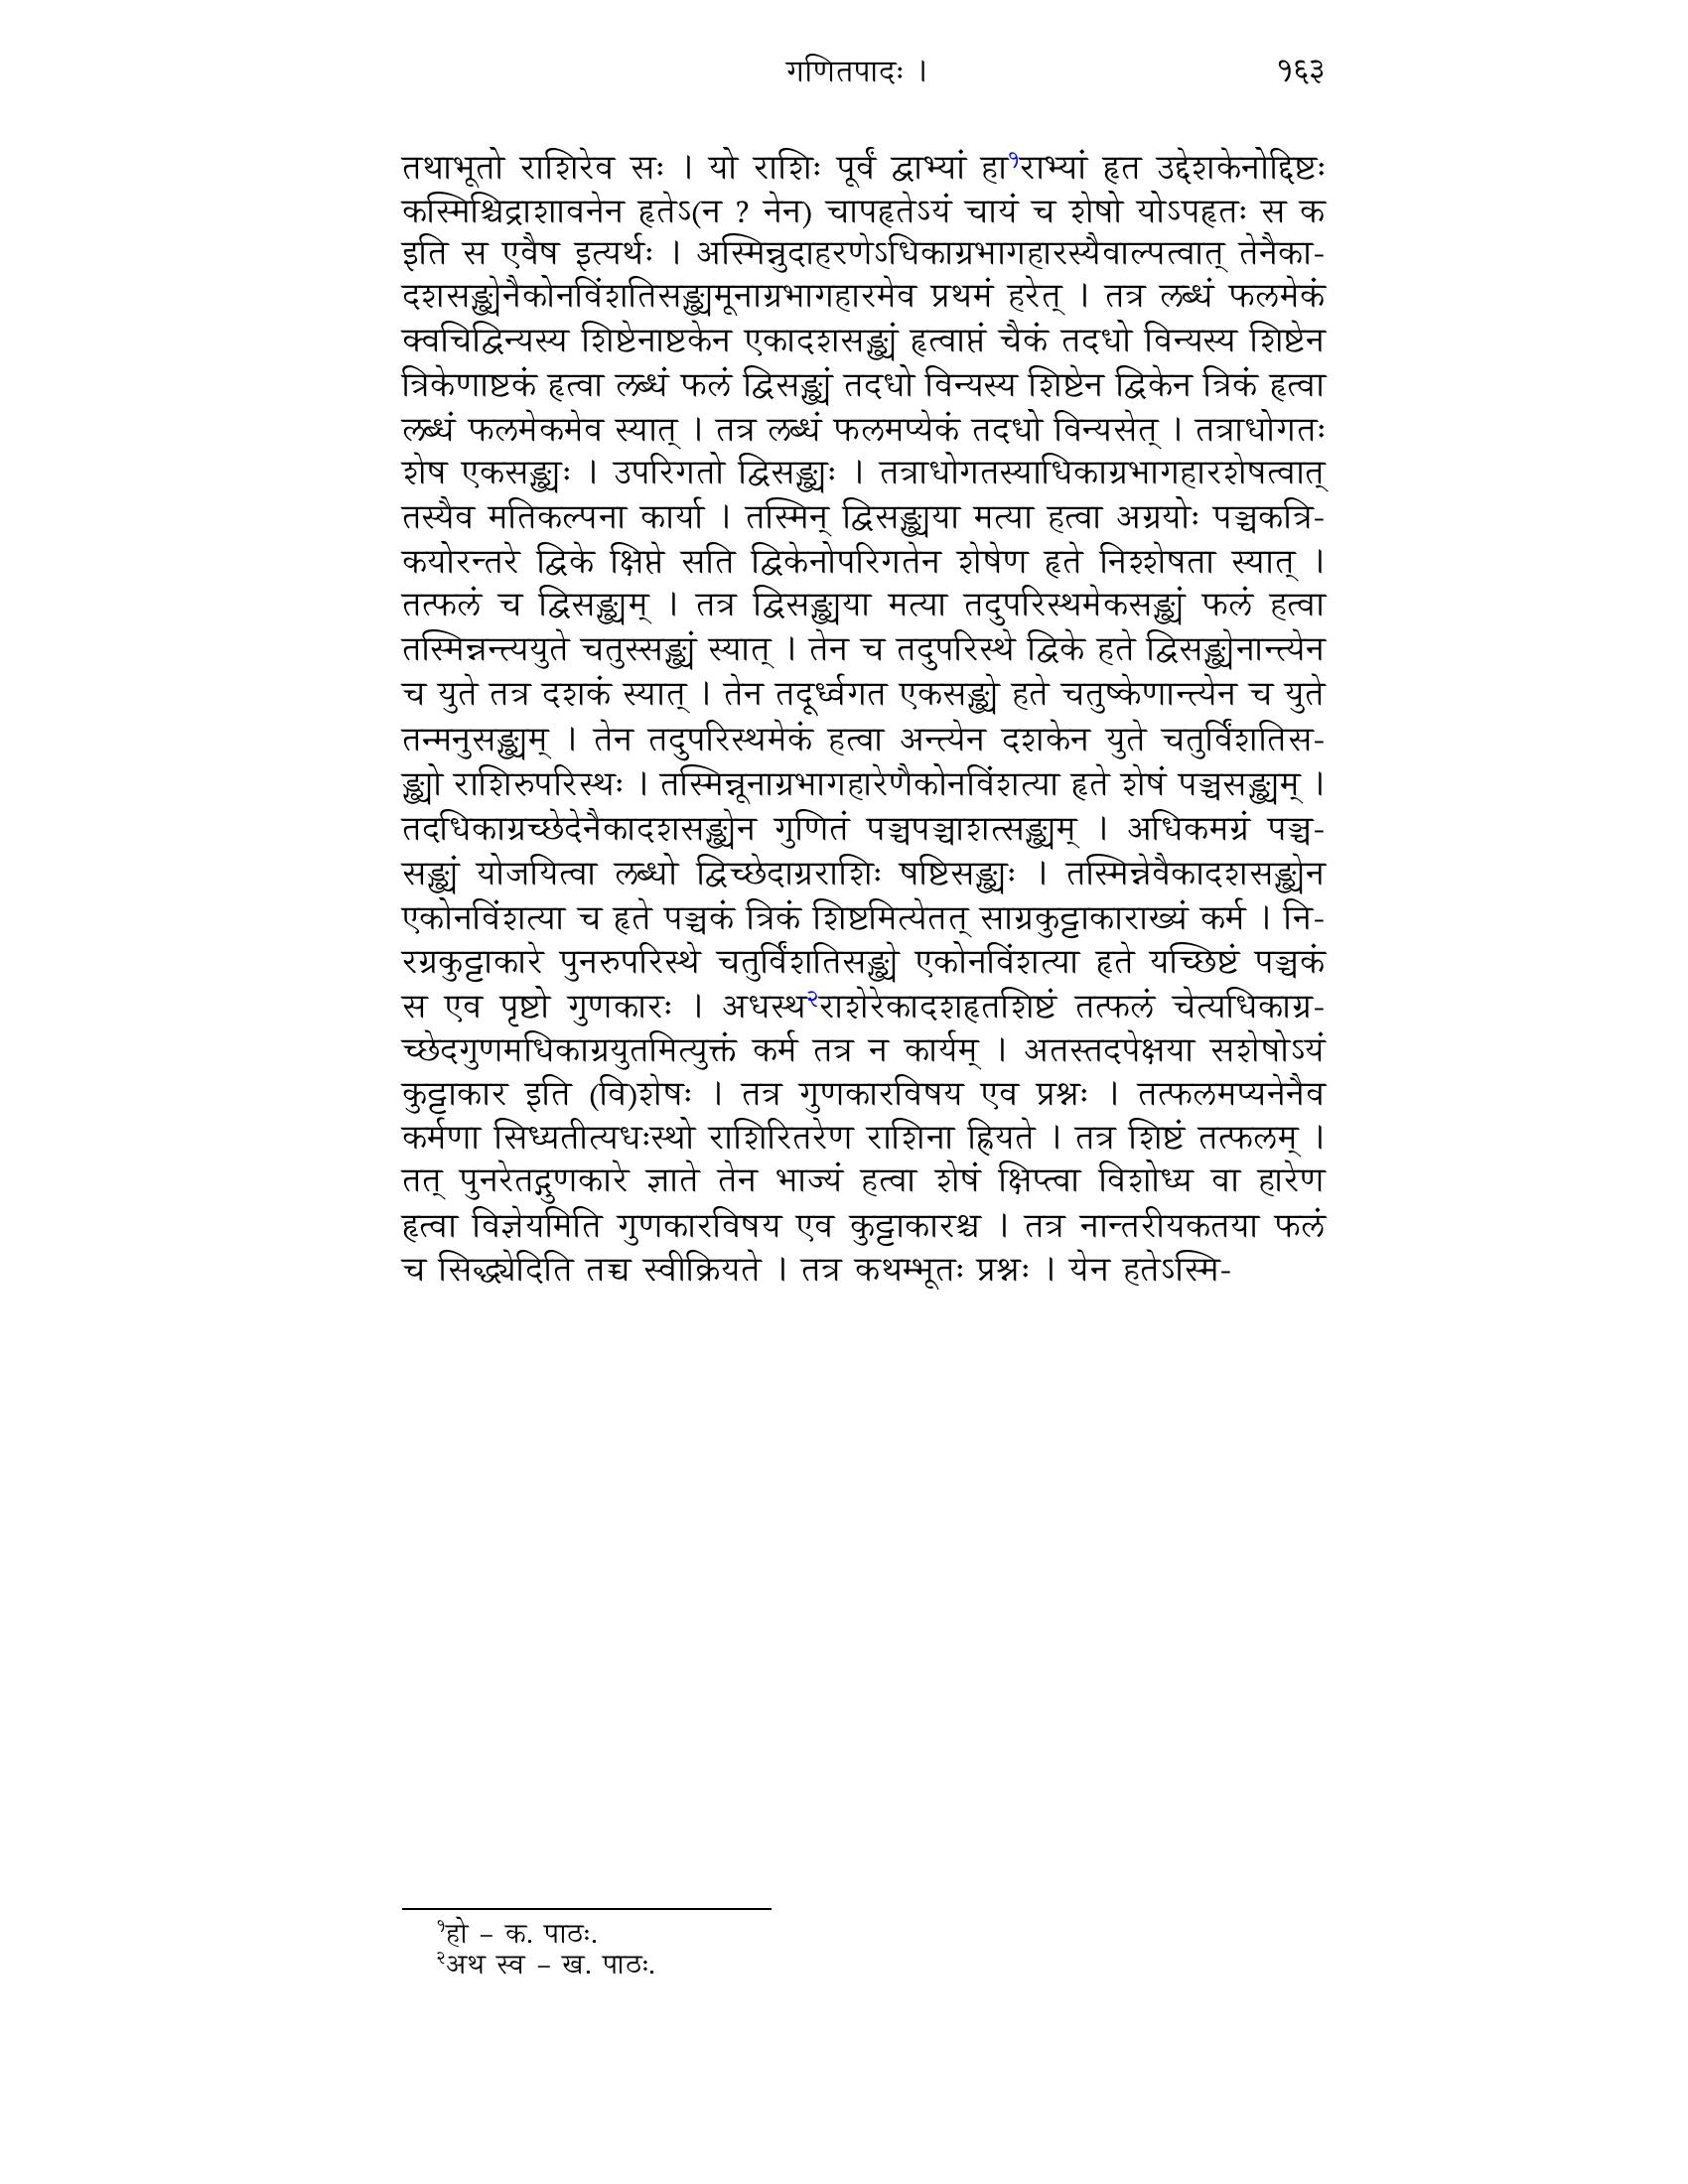 गणितपादः । १६३
तथाभूतो राशिरेव सः । यो राशिः पूर्वं द्वाभ्यां हा१राभ्यां हृत उद्देशकेनोद्दिष्टः
कस्मिश्चिद्राशावनेन हृतेऽ(न ? नेन) चापहृतेऽयं चायं च शेषो योऽपहृतः स क
इति स एवैष इत्यर्थः । अस्मिन्नुदाहरणेऽधिकाग्रभागहारस्यैवाल्पत्वात् तेनैका-
दशसङ्ख्येनैकोनविंशतिसङ्ख्यमूनाग्रभागहारमेव प्रथमं हरेत् । तत्र लब्धं फलमेकं
क्वचिद्विन्यस्य शिष्टेनाष्टकेन एकादशसङ्ख्यं हृत्वाप्तं चैकं तदधो विन्यस्य शिष्टेन
त्रिकेणाष्टकं हृत्वा लब्धं फलं द्विसङ्ख्यं तदधो विन्यस्य शिष्टेन द्विकेन त्रिकं हृत्वा
लब्धं फलमेकमेव स्यात् । तत्र लब्धं फलमप्येकं तदधो विन्यसेत् । तत्राधोगतः
शेष एकसङ्ख्यः । उपरिगतो द्विसङ्ख्यः । तत्राधोगतस्याधिकाग्रभागहारशेषत्वात्
तस्यैव मतिकल्पना कार्या । तस्मिन् द्विसङ्ख्यया मत्या हत्वा अग्रयोः पञ्चकत्रि-
कयोरन्तरे द्विके क्षिप्ते सति द्विकेनोपरिगतेन शेषेण हृते निश्शेषता स्यात् ।
तत्फलं च द्विसङ्ख्यम् । तत्र द्विसङ्ख्यया मत्या तदुपरिस्थमेकसङ्ख्यं फलं हत्वा
तस्मिन्नन्त्ययुते चतुस्सङ्ख्यं स्यात् । तेन च तदुपरिस्थे द्विके हते द्विसङ्ख्येनान्त्येन
च युते तत्र दशकं स्यात् । तेन तदूर्ध्वगत एकसङ्ख्ये हते चतुष्केणान्त्येन च युते
तन्मनुसङ्ख्यम् । तेन तदुपरिस्थमेकं हत्वा अन्त्येन दशकेन युते चतुर्विंशतिस-
ङ्ख्यो राशिरुपरिस्थः । तस्मिन्नूनाग्रभागहारेणैकोनविंशत्या हृते शेषं पञ्चसङ्ख्यम् ।
तदधिकाग्रच्छेदेनैकादशसङ्ख्येन गुणितं पञ्चपञ्चाशत्सङ्ख्यम् । अधिकमग्रं पञ्च-
सङ्ख्यं योजयित्वा लब्धो द्विच्छेदाग्रराशिः षष्टिसङ्ख्यः । तस्मिन्नेवैकादशसङ्ख्येन
एकोनविंशत्या च हृते पञ्चकं त्रिकं शिष्टमित्येतत् साग्रकुट्टाकाराख्यं कर्म । नि-
रग्रकुट्टाकारे पुनरुपरिस्थे चतुर्विंशतिसङ्ख्ये एकोनविंशत्या हृते यच्छिष्टं पञ्चकं
स एव पृष्टो गुणकारः । अधस्थ२राशेरेकादशहृतशिष्टं तत्फलं चेत्यधिकाग्र-
च्छेदगुणमधिकाग्रयुतमित्युक्तं कर्म तत्र न कार्यम् । अतस्तदपेक्षया सशेषोऽयं
कुट्टाकार इति (वि)शेषः । तत्र गुणकारविषय एव प्रश्नः । तत्फलमप्यनेनैव
कर्मणा सिध्यतीत्यधःस्थो राशिरितरेण राशिना ह्रियते । तत्र शिष्टं तत्फलम् ।
तत् पुनरेतद्गुणकारे ज्ञाते तेन भाज्यं हत्वा शेषं क्षिप्त्वा विशोध्य वा हारेण
हृत्वा विज्ञेयमिति गुणकारविषय एव कुट्टाकारश्च । तत्र नान्तरीयकतया फलं
च सिद्ध्येदिति तच्च स्वीक्रियते । तत्र कथम्भूतः प्रश्नः । येन हतेऽस्मि-
१हो – क. पाठः.
२अथ स्व – ख. पाठः.